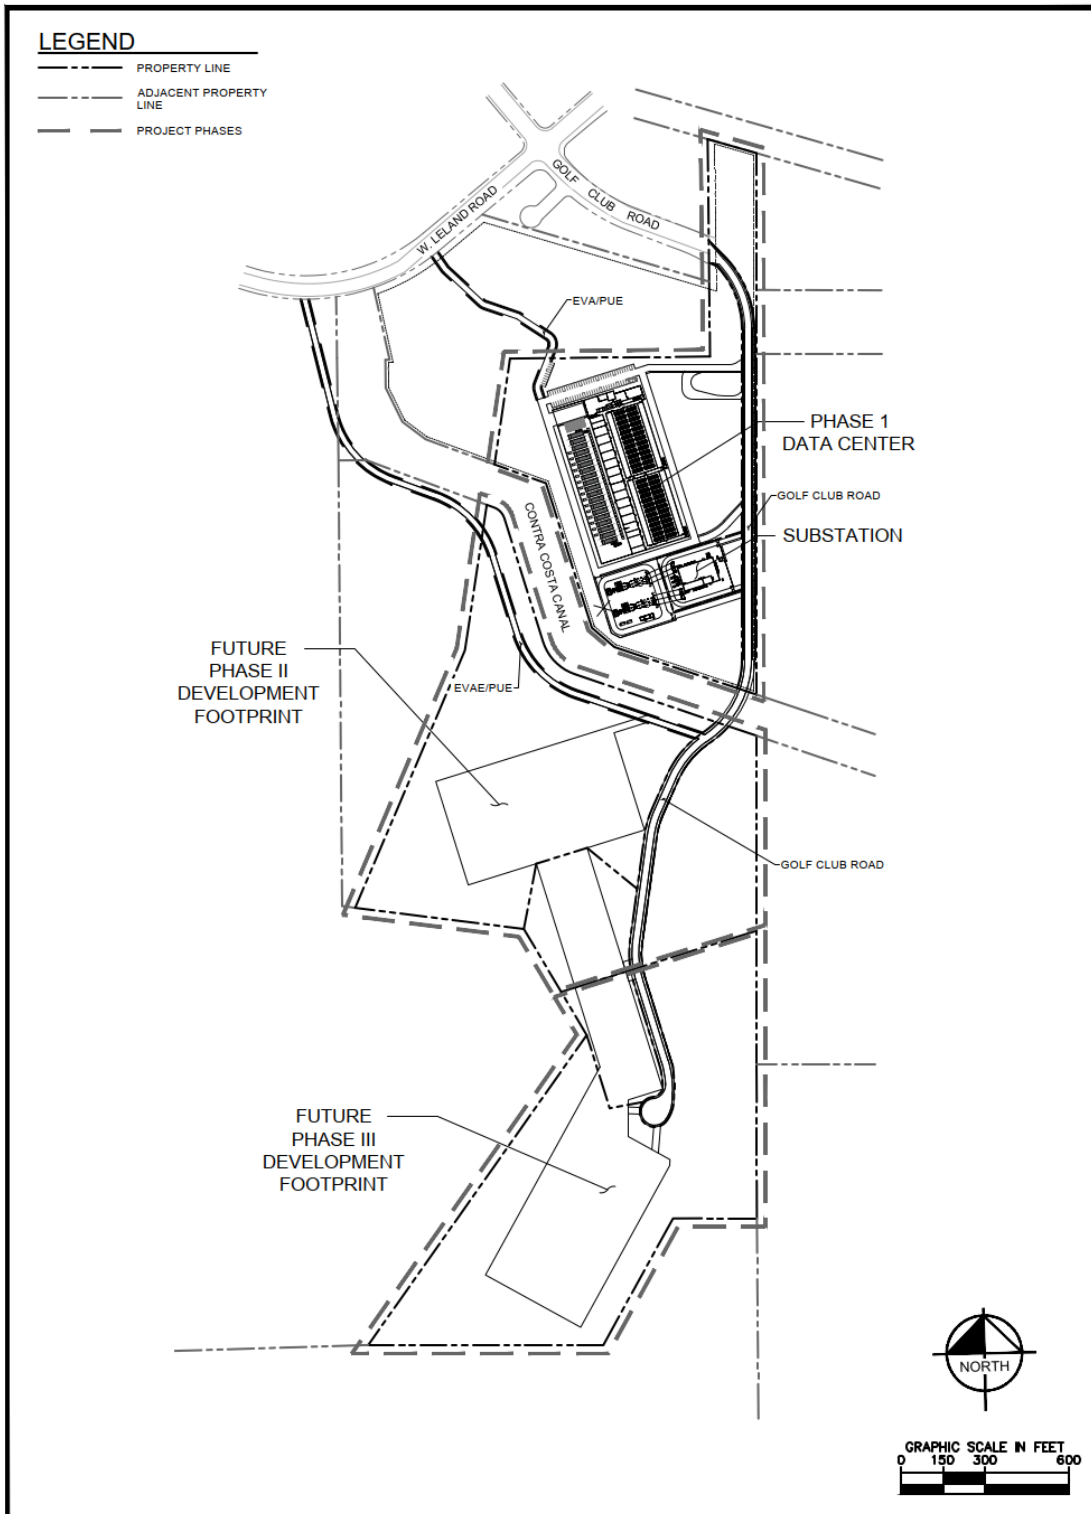 LEGEND
PROPERTY LINE
ADJACENT PROPERTY
LINE
PROJECT PHASES
W. LELAND ROAD
GOLF CLUB ROAD
EVA/PUE
PHASE 1
DATA CENTER
GOLF CLUB ROAD
SUBSTATION
CONTRA COSTA CANAL
FUTURE
PHASE II
DEVELOPMENT
FOOTPRINT
EVAE/PUE
GOLF CLUB ROAD
FUTURE
PHASE III
DEVELOPMENT
FOOTPRINT
NORTH
GRAPHIC SCALE IN FEET
0 150 300 600